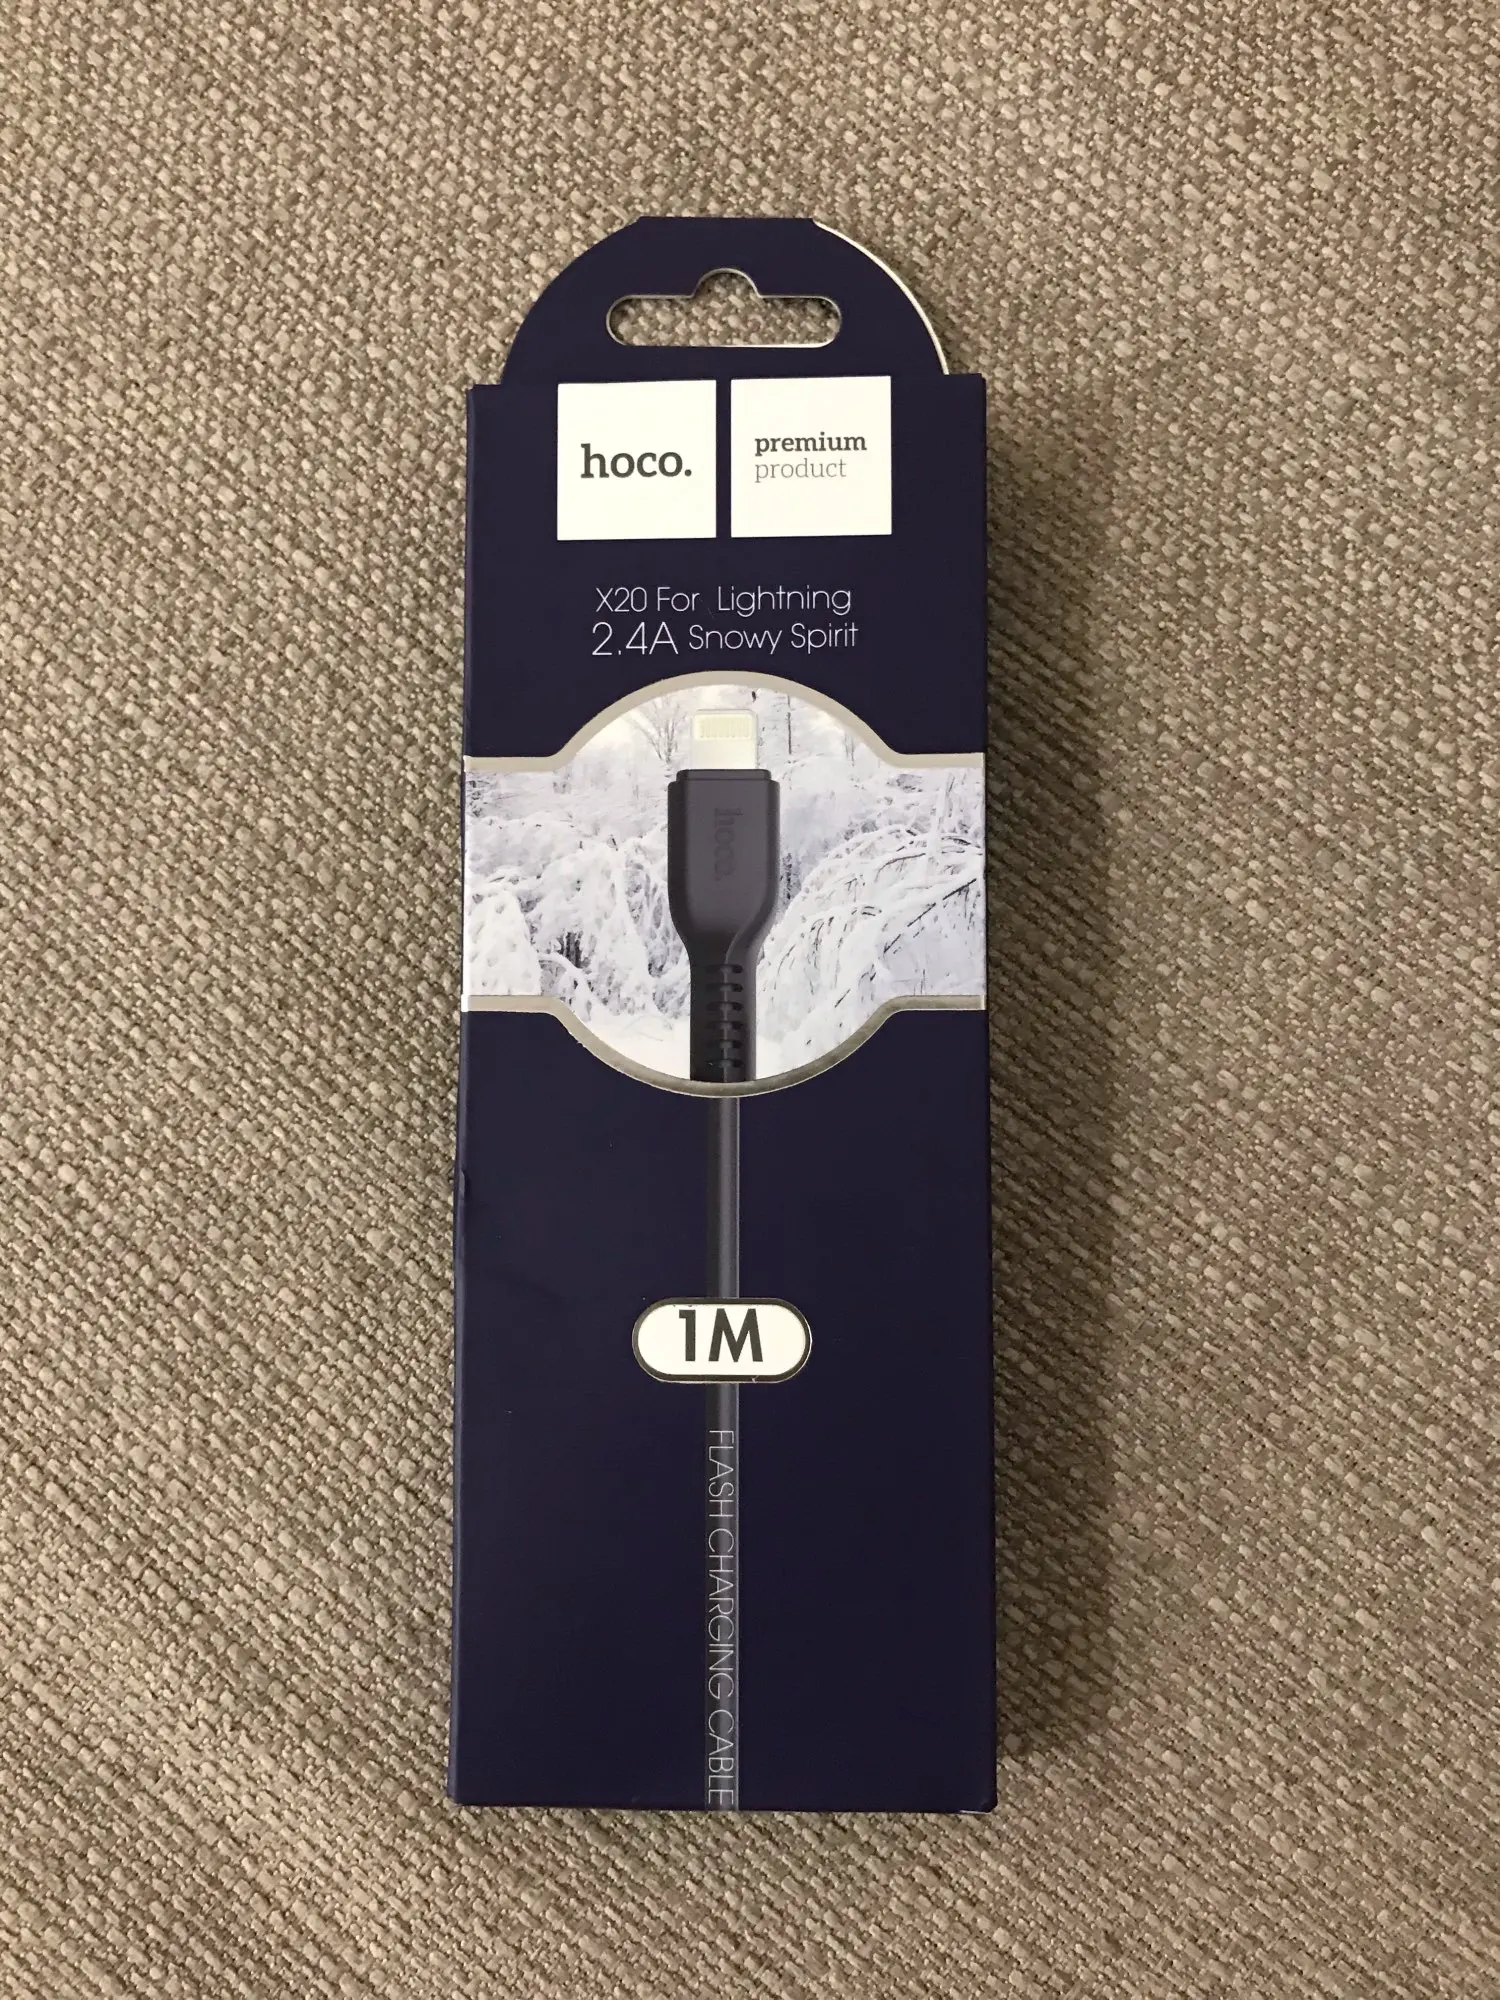 hoco.
premium
product
X20 For Lightning
2.4A Snowy Spirit
hoco.
1M
FLASH CHARGING CABLE